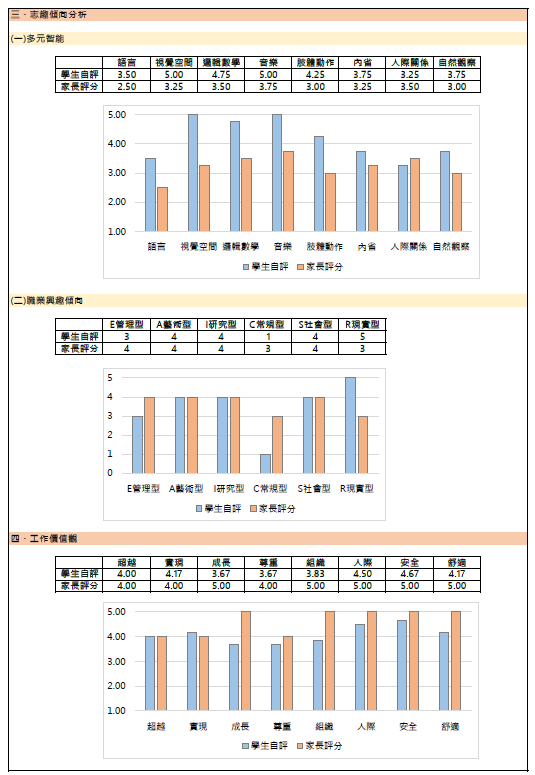 三、志趣傾向分析
(一)多元智能
語言 視覺空間 邏輯數學 音樂 肢體動作 內省 人際關係 自然觀察
學生自評 3.50 5.00 4.75 5.00 4.25 3.75 3.25 3.75
家長評分 2.50 3.25 3.50 3.75 3.00 3.25 3.50 3.00
5.00
4.00
3.00
2.00
1.00
語言 視覺空間 邏輯數學 音樂 肢體動作 內省 人際關係 自然觀察
學生自評 家長評分
(二)職業興趣傾向
E管理型 A藝術型 I研究型 C常規型 S社會型 R現實型
學生自評 3 4 4 1 4 5
家長評分 4 4 4 3 4 3
5
4
3
2
1
0
E管理型 A藝術型 I研究型 C常規型 S社會型 R現實型
學生自評 家長評分
四、工作價值觀
超越 實現 成長 尊重 組織 人際 安全 舒適
學生自評 4.00 4.17 3.67 3.67 3.83 4.50 4.67 4.17
家長評分 4.00 4.00 5.00 4.00 5.00 5.00 5.00 5.00
5.00
4.00
3.00
2.00
1.00
超越 實現 成長 尊重 組織 人際 安全 舒適
學生自評 家長評分